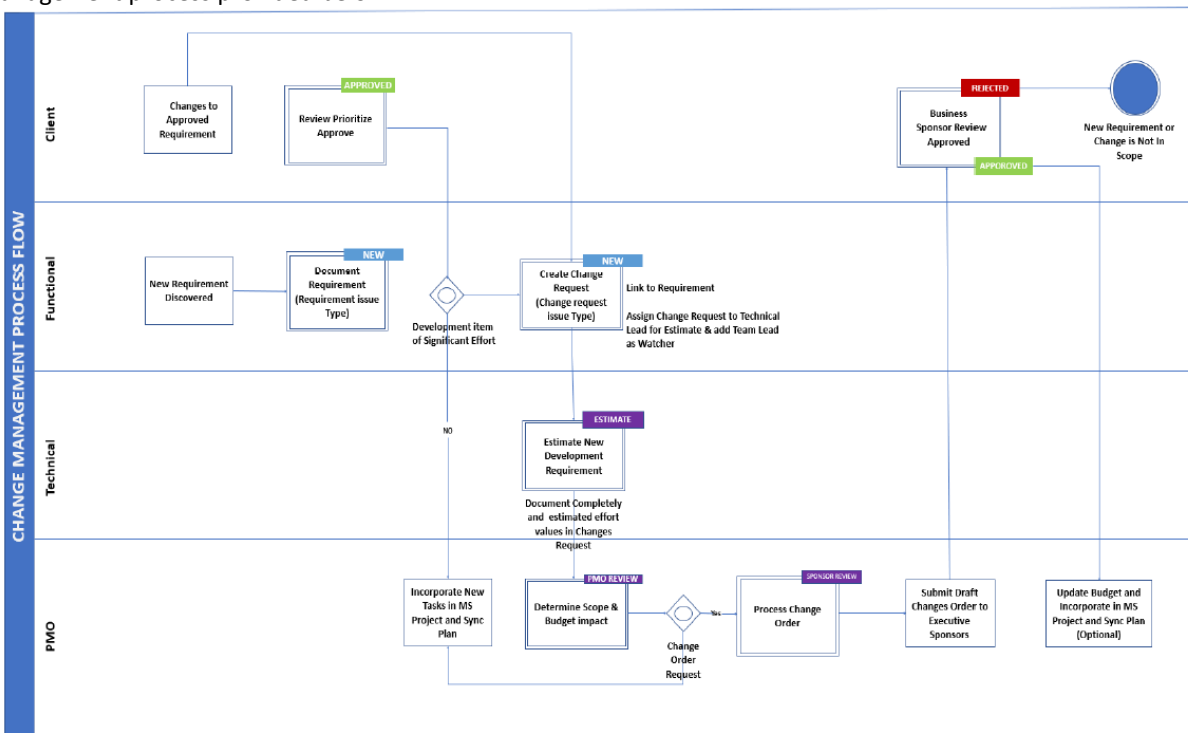 CHANGE MANAGEMENT PROCESS FLOW
Client
Changes to
Approved
Requirement
APPROVED
Review Prioritize
Approve
REJECTED
Business
Sponsor Review
Approved
APPOROVED
New Requirement or
Change is Not In
Scope
Functional
New Requirement
Discovered
NEW
Document
Requirement
(Requirement issue
Type)
Development item
of Significant Effort
NEW
Create Change
Request
(Change request
issue Type)
Link to Requirement
Assign Change Request to Technical
Lead for Estimate & add Team Lead
as Watcher
Technical
NO
ESTIMATE
Estimate New
Development
Requirement
Document Completely
and estimated effort
values in Changes
Request
PMO
Incorporate New
Tasks in MS
Project and Sync
Plan
PMO REVIEW
Determine Scope &
Budget impact
Yes
Change
Order
Request
SPONSOR REVIEW
Process Change
Order
Submit Draft
Changes Order to
Executive
Sponsors
Update Budget and
Incorporate in MS
Project and Sync Plan
(Optional)